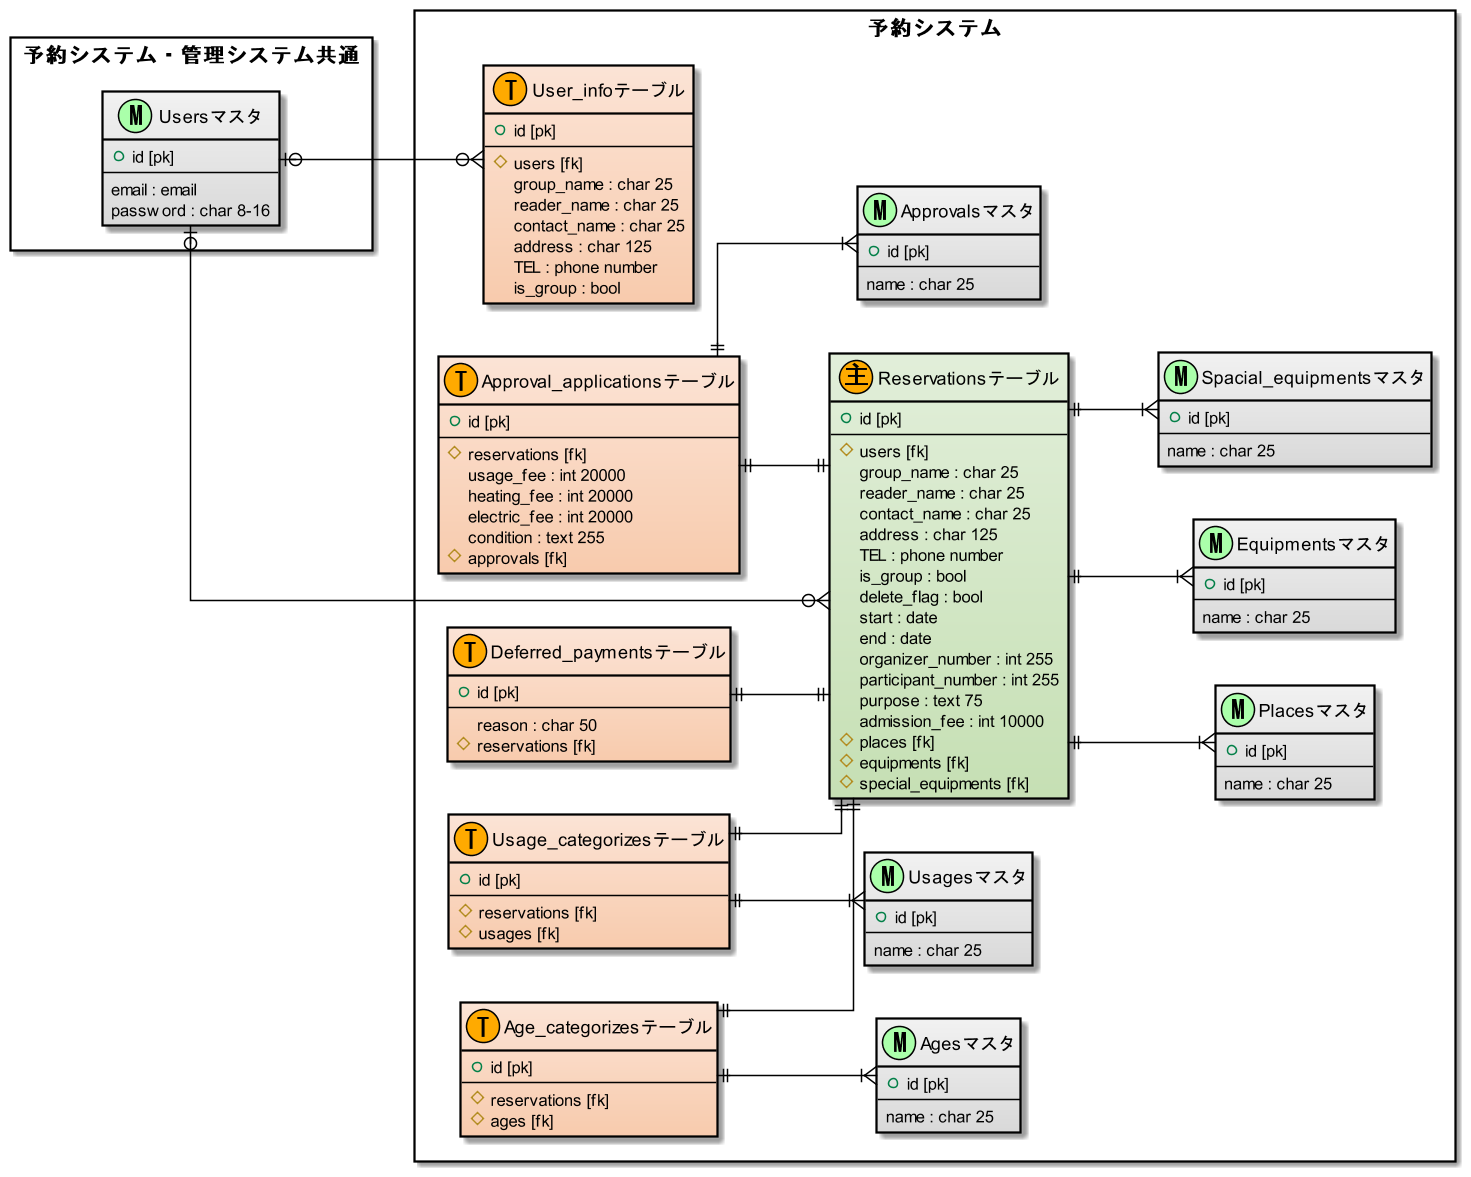 予約システム
予約システム・管理システム共通
M Usersマスタ
id [pk]
email : email
password : char 8-16
T User_infoテーブル
id [pk]
users [fk]
group_name : char 25
reader_name : char 25
contact_name : char 25
address : char 125
TEL : phone number
is_group : bool
M Approvalsマスタ
id [pk]
name : char 25
T Approval_applicationsテーブル
id [pk]
reservations [fk]
usage_fee : int 20000
heating_fee : int 20000
electric_fee : int 20000
condition : text 255
approvals [fk]
主 Reservationsテーブル
id [pk]
users [fk]
group_name : char 25
reader_name : char 25
contact_name : char 25
address : char 125
TEL : phone number
is_group : bool
delete_flag : bool
start : date
end : date
organizer_number : int 255
participant_number : int 255
purpose : text 75
admission_fee : int 10000
places [fk]
equipments [fk]
special_equipments [fk]
M Spacial_equipmentsマスタ
id [pk]
name : char 25
M Equipmentsマスタ
id [pk]
name : char 25
T Deferred_paymentsテーブル
id [pk]
reason : char 50
reservations [fk]
M Placesマスタ
id [pk]
name : char 25
T Usage_categorizesテーブル
id [pk]
reservations [fk]
usages [fk]
M Usagesマスタ
id [pk]
name : char 25
T Age_categorizesテーブル
id [pk]
reservations [fk]
ages [fk]
M Agesマスタ
id [pk]
name : char 25